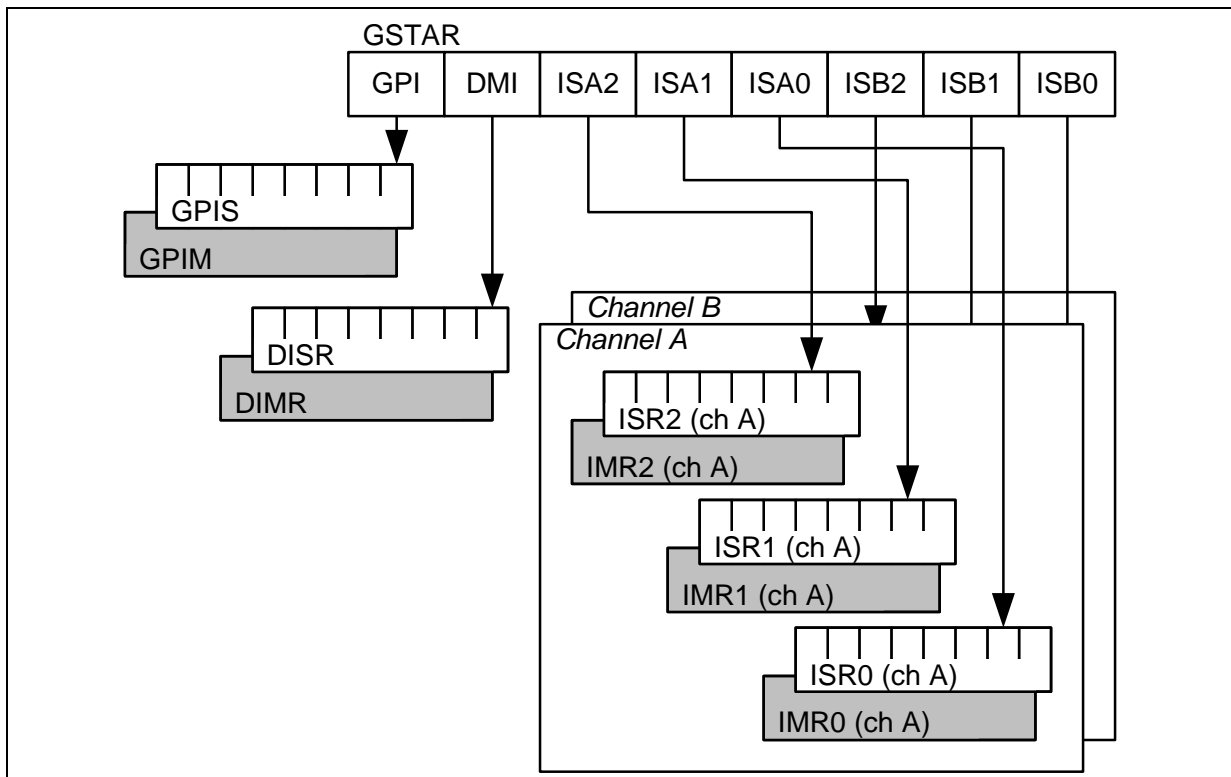 GSTAR
GPI DMI ISA2 ISA1 ISA0 ISB2 ISB1 ISB0
GPIS
GPIM
DISR
DIMR
Channel B
Channel A
ISR2 (ch A)
IMR2 (ch A)
ISR1 (ch A)
IMR1 (ch A)
ISR0 (ch A)
IMR0 (ch A)